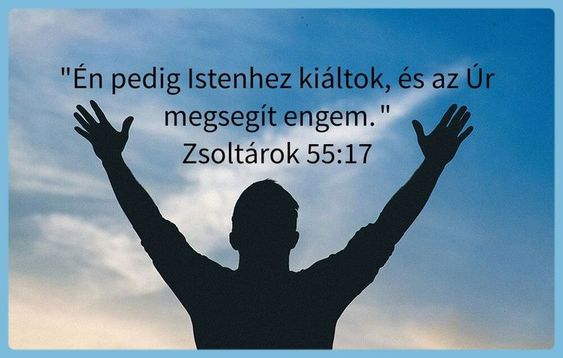 "Én pedig Istenhez kiáltok, és az Úr
megsegít engem. "
Zsoltárok 55:17